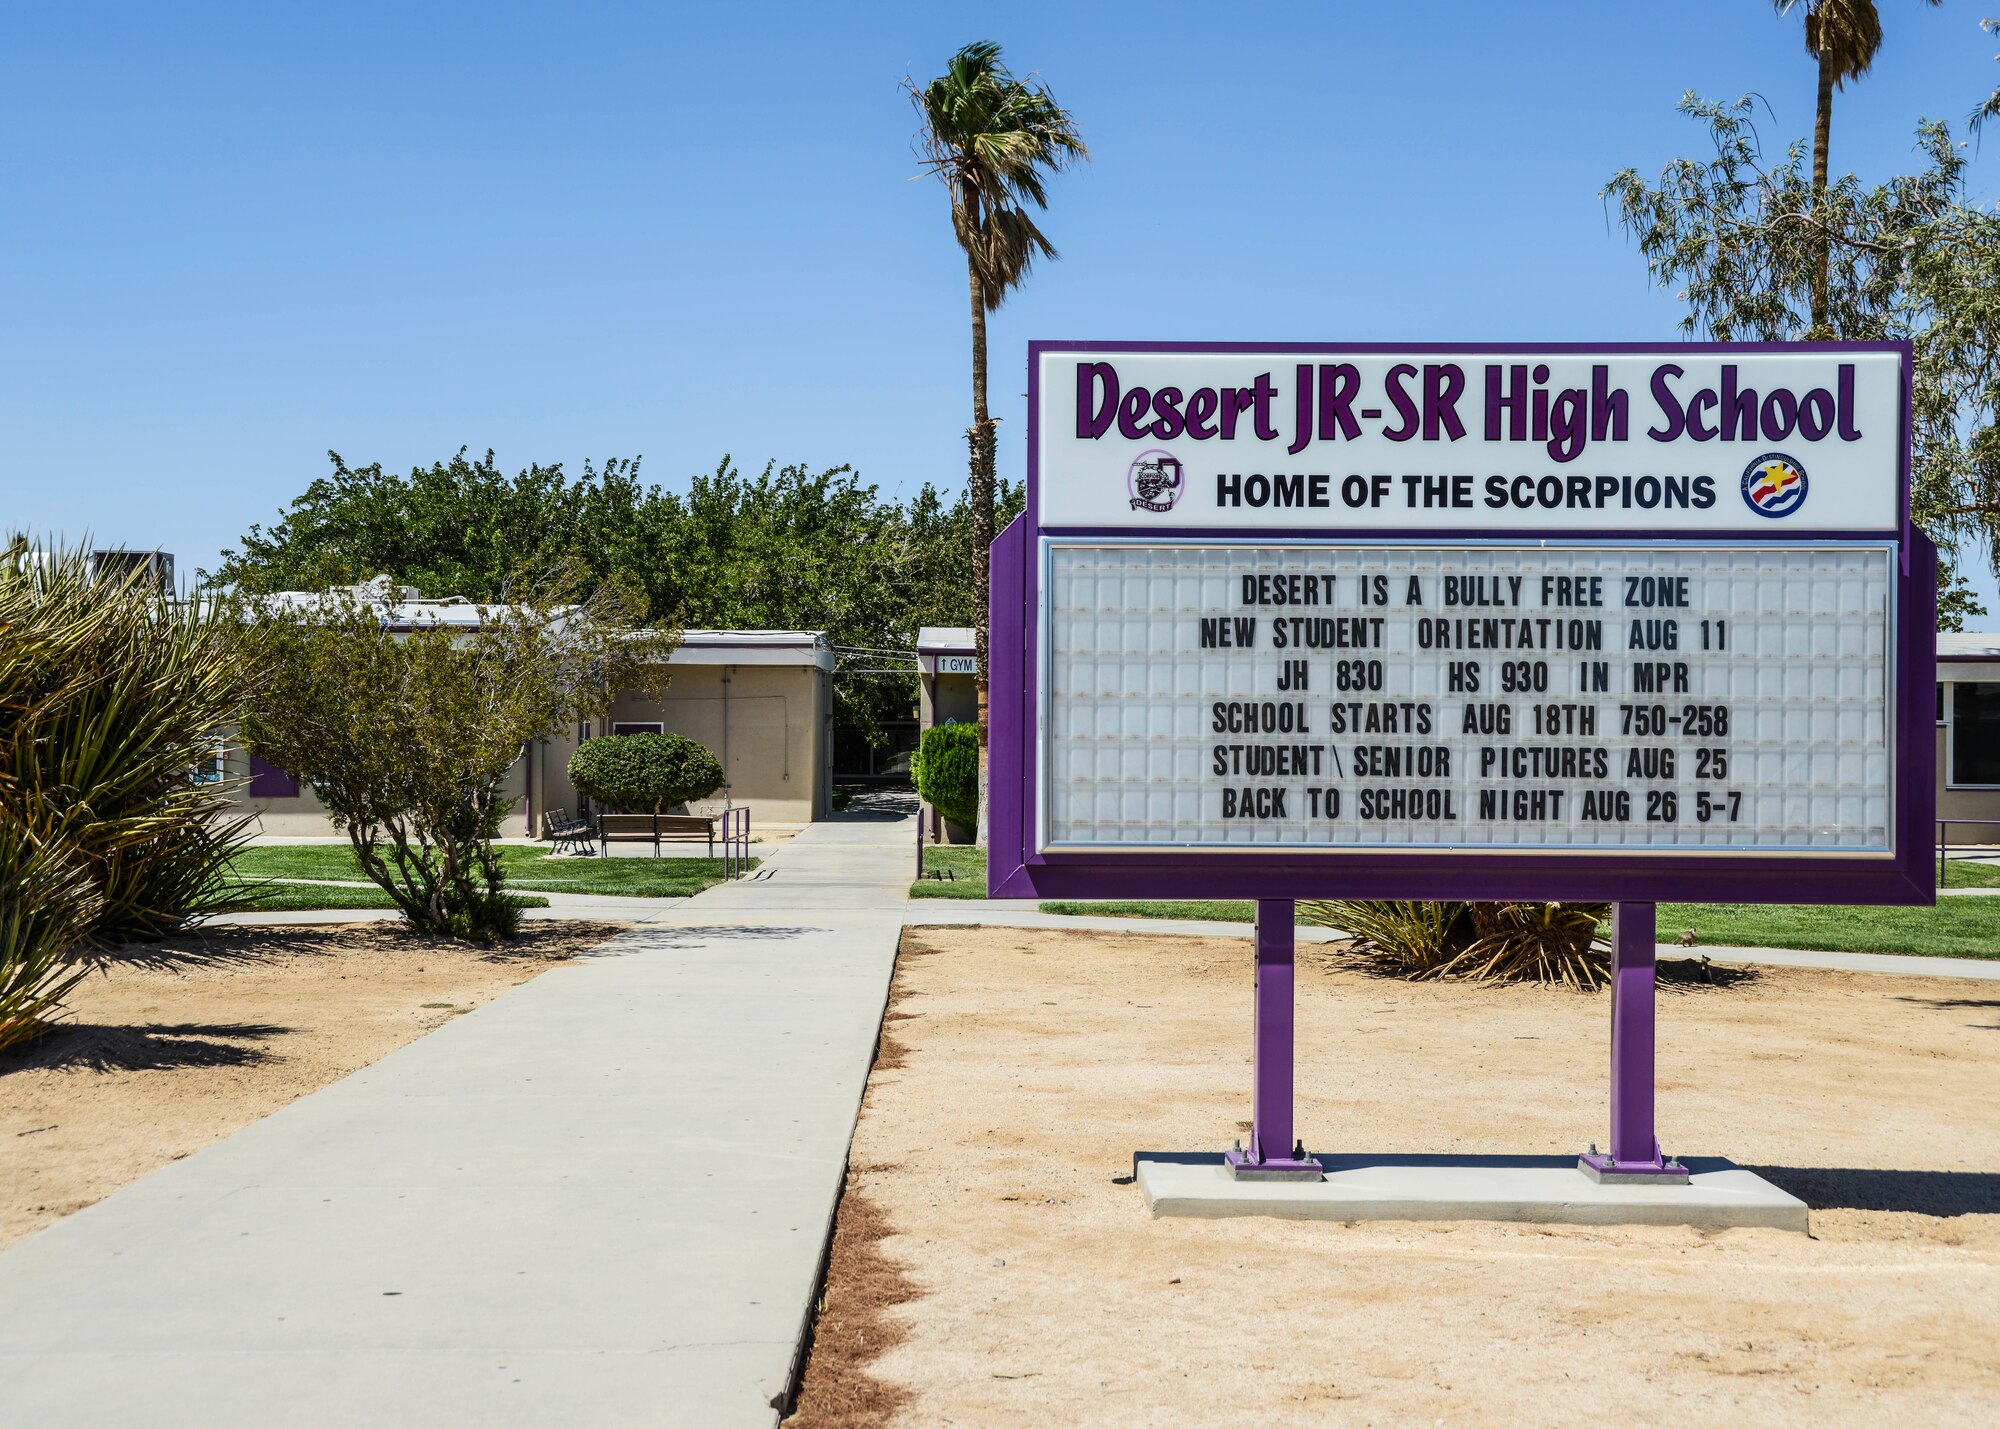 Desert JR-SR High School
DESERT
HOME OF THE SCORPIONS
DESERT IS A BULLY FREE ZONE
NEW STUDENT ORIENTATION AUG 11
JH 830 HS 930 IN MPR
SCHOOL STARTS AUG 18TH 750-258
STUDENT\SENIOR PICTURES AUG 25
BACK TO SCHOOL NIGHT AUG 26 5-7
↑ GYM